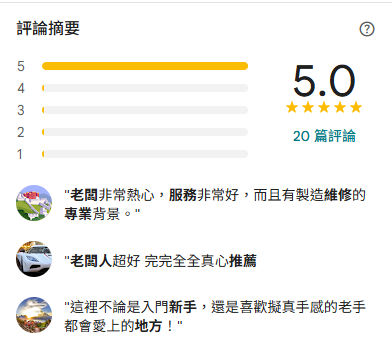 評論摘要
5
4
3
2
1
5.0
20 篇評論
"老闆非常熱心，服務非常好，而且有製造維修的
專業背景。"
"老闆人超好 完完全全真心推薦
"這裡不論是入門新手，還是喜歡擬真手感的老手
都會愛上的地方！"